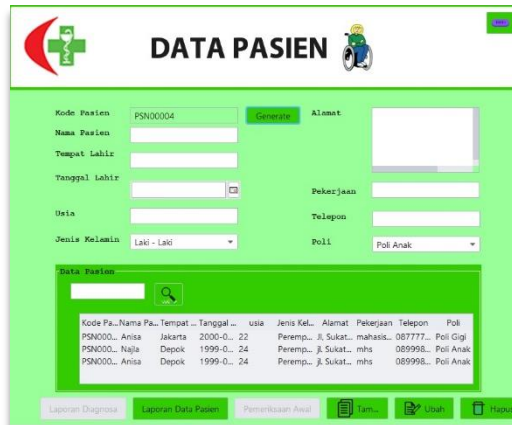 DATA PASIEN
Kode Pasien PSN00004 Generate Alamat
Nama Pasien
Tempat Lahir
Tanggal Lahir
Pekerjaan
Usia
Telepon
Jenis Kelamin Laki - Laki
Poli Poli Anak
Data Pasien
Kode Pa... Nama Pa... Tempat ... Tanggal ... usia Jenis Kel... Alamat Pekerjaan Telepon Poli
PSN000... Anisa Jakarta 2000-0... 22 Peremp... Jl, Sukat... mahasis... 087777... Poli Gigi
PSN000... Najla Depok 1999-0... 24 Peremp... jl. Sukat... mhs 089998... Poli Anak
PSN000... Anisa Depok 1999-0... 24 Peremp... jl. Sukat... mhs 089998... Poli Anak
Laporan Diagnosa Laporan Data Pasien Pemeriksaan Awal Tam... Ubah Hapus